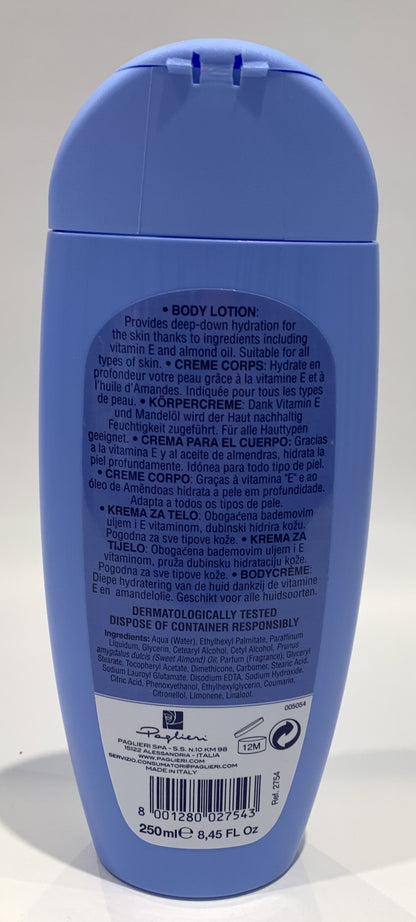 • BODY LOTION:
Provides deep-down hydration for
the skin thanks to ingredients including
vitamin E and almond oil. Suitable for all
types of skin. • CREME CORPS: Hydrate en
profondeur votre peau grâce à la vitamine E et à
l'huile d'Amandes. Indiquée pour tous les types
de peau. • KÖRPERCREME: Dank Vitamin E
und Mandelöl wird der Haut nachhaltig
Feuchtigkeit zugeführt. Für alle Hauttypen
geeignet. • CREMA PARA EL CUERPO: Gracias
a la vitamina E y al aceite de almendras, hidrata la
piel profundamente. Idónea para todo tipo de piel.
• CREME CORPO: Graças à vitamina "E" e ao
óleo de Amêndoas hidrata a pele em profundidade.
Adapta a todos os tipos de pele.
• KREMA ZA TELO: Obogaćena bademovim
uljem i E vitaminom, dubinski hidrira kožu.
Pogodna za sve tipove kože. • KREMA ZA
TIJELO: Obogaćena bademovim uljem i E
vitaminom, pruža dubinsku hidrataciju kože.
Pogodna za sve tipove kože. • BODYCRÈME:
Diepe hydratering van de huid dankzij de vitamine
E en amandelolie. Geschikt voor alle huidsoorten.
DERMATOLOGICALLY TESTED
DISPOSE OF CONTAINER RESPONSIBLY
Ingredients: Aqua (Water), Ethylhexyl Palmitate, Paraffinum
Liquidum, Glycerin, Cetearyl Alcohol, Cetyl Alcohol, Prunus
amygdalus dulcis (Sweet Almond) Oil, Parfum (Fragrance), Glyceryl
Stearate, Tocopheryl Acetate, Dimethicone, Carbomer, Stearic Acid,
Sodium Lauroyl Glutamate, Disodium EDTA, Sodium Hydroxide,
Citric Acid, Phenoxyethanol, Ethylhexylglycerin, Coumarin,
Citronellol, Limonene, Linalool.
005054
Paglieri
PAGLIERI SPA - S.S. N.10 KM 98
15122 ALESSANDRIA - ITALIA
WWW.PAGLIERI.COM
SERVIZIO.CONSUMATORI@PAGLIERI.COM
MADE IN ITALY
12M
Ref. 2754
8 001280 027543
250ml e 8,45 FL Oz